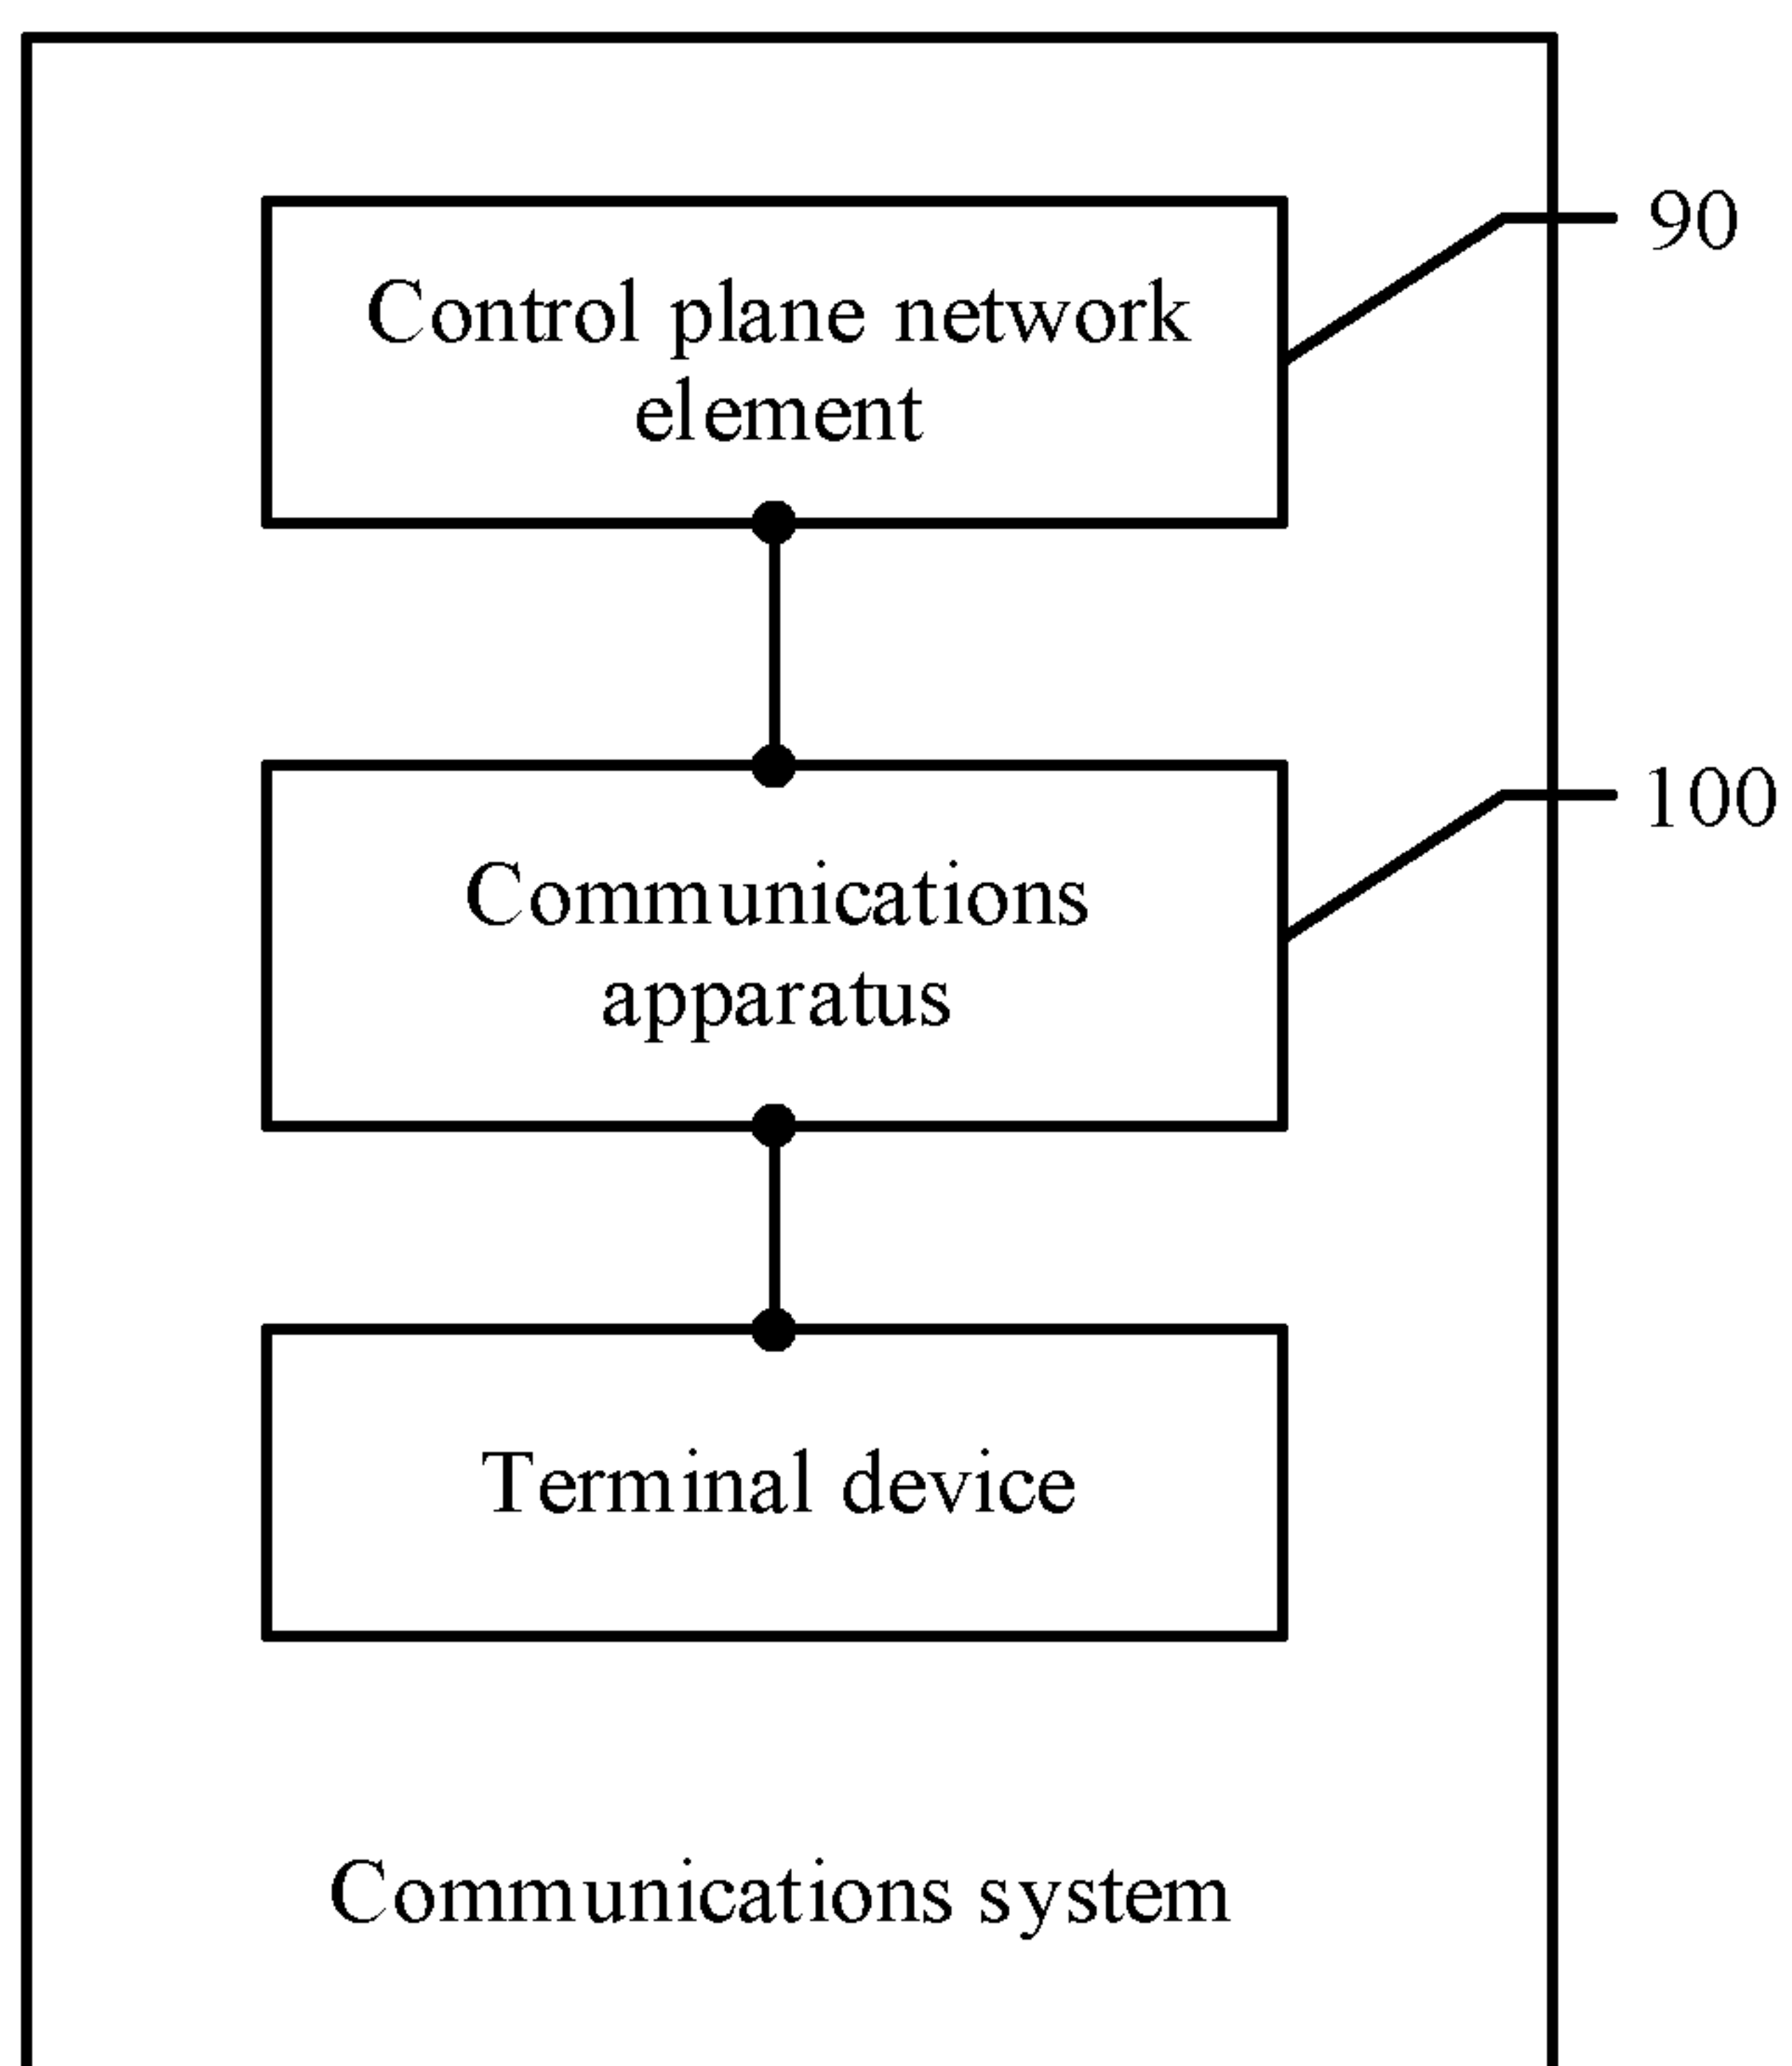 90
Control plane network
element
100
Communications
apparatus
Terminal device
Communications system